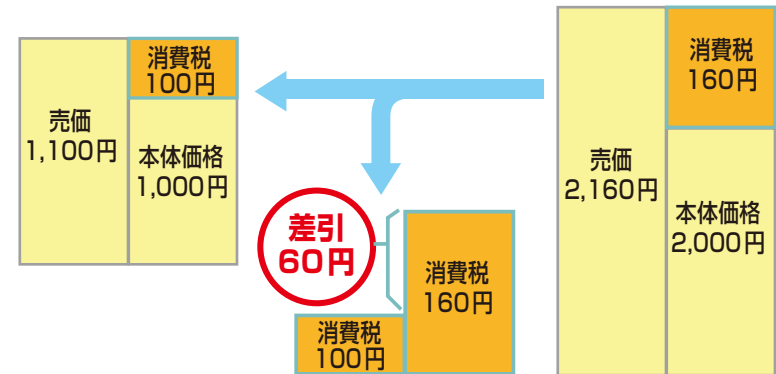 売価
1,100円
消費税
100円
本体価格
1,000円
差引
60円
消費税
100円
消費税
160円
売価
2,160円
消費税
160円
本体価格
2,000円